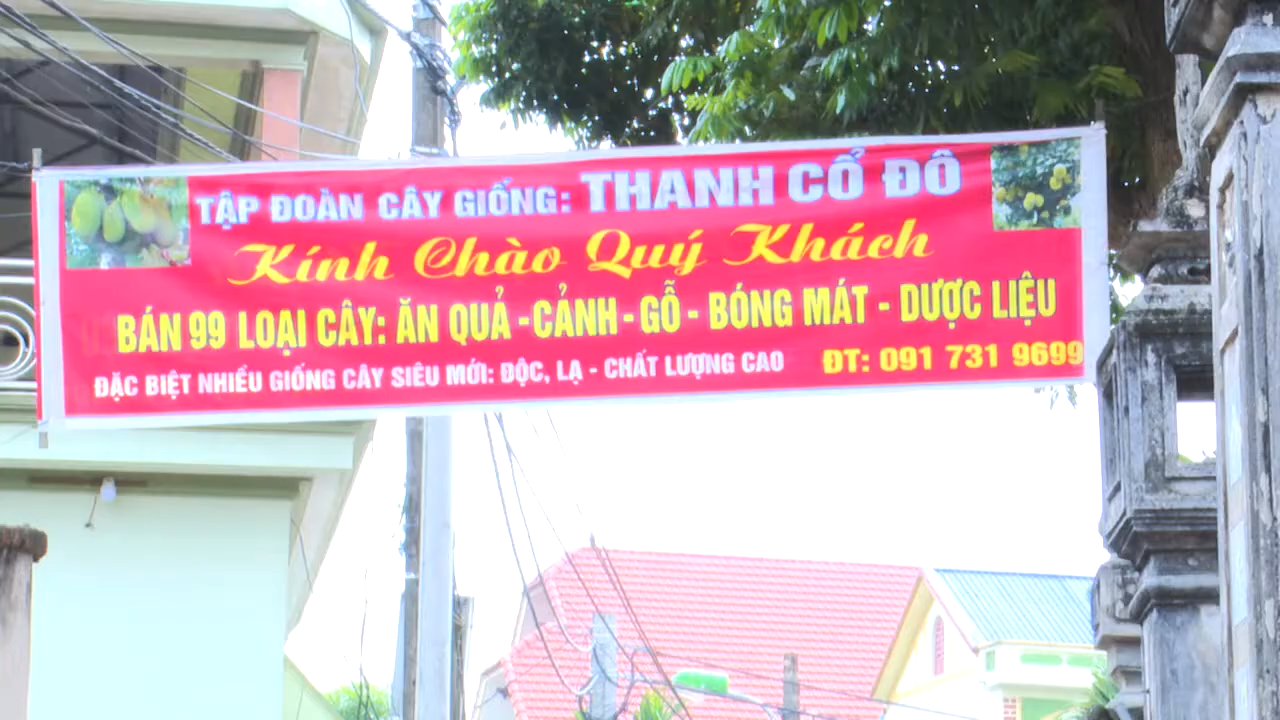 TẬP ĐOÀN CÂY GIỐNG: THANH CỔ ĐÔ
Kính Chào Quý Khách
BÁN 99 LOẠI CÂY: ĂN QUẢ - CẢNH - GỖ - BÓNG MÁT - DƯỢC LIỆU
ĐẶC BIỆT NHIỀU GIỐNG CÂY SIÊU MỚI: ĐỘC, LẠ - CHẤT LƯỢNG CAO ĐT: 091 731 9699